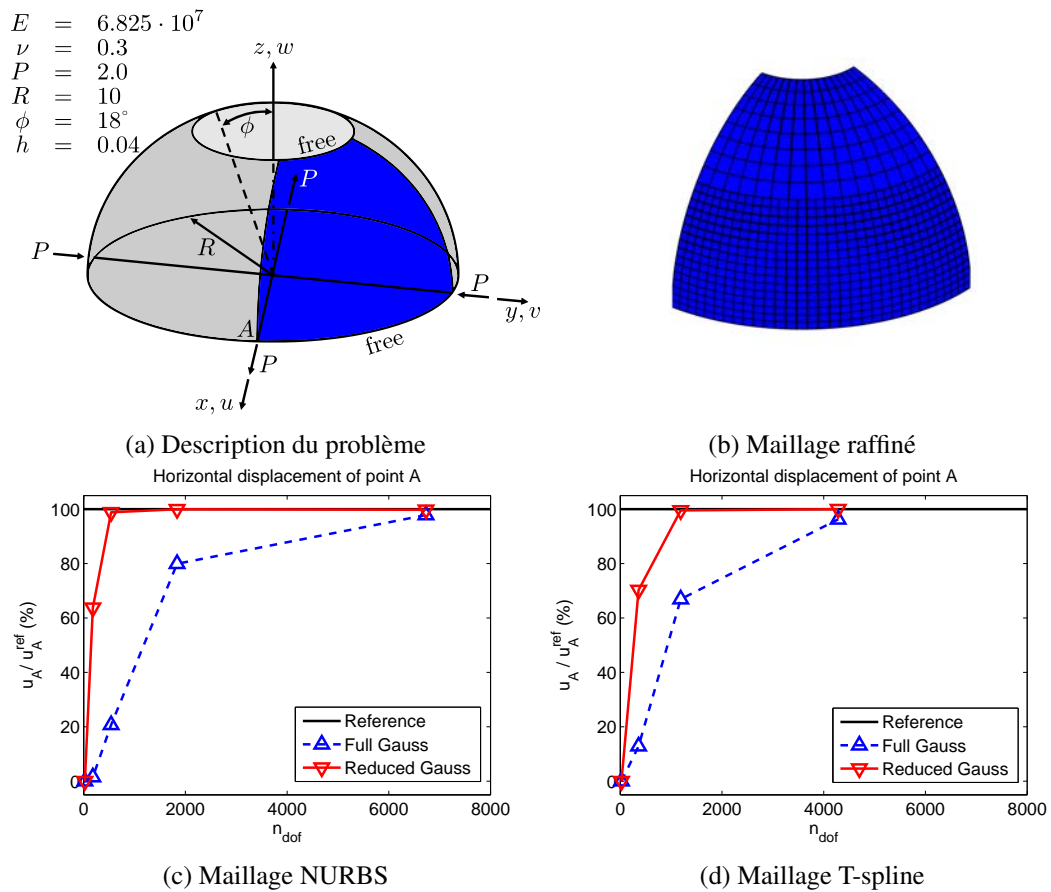 E = 6.825 · 10⁷
ν = 0.3
P = 2.0
R = 10
ϕ = 18°
h = 0.04
z, w
ϕ
free
P
R
P
P
y, v
A
free
P
x, u
(a) Description du problème
(b) Maillage raffiné
Horizontal displacement of point A
100
80
60
40
20
0
u_A / u_A^ref (%)
Reference
Full Gauss
Reduced Gauss
0 2000 4000 6000 8000
n_dof
(c) Maillage NURBS
Horizontal displacement of point A
100
80
60
40
20
0
u_A / u_A^ref (%)
Reference
Full Gauss
Reduced Gauss
0 2000 4000 6000 8000
n_dof
(d) Maillage T-spline